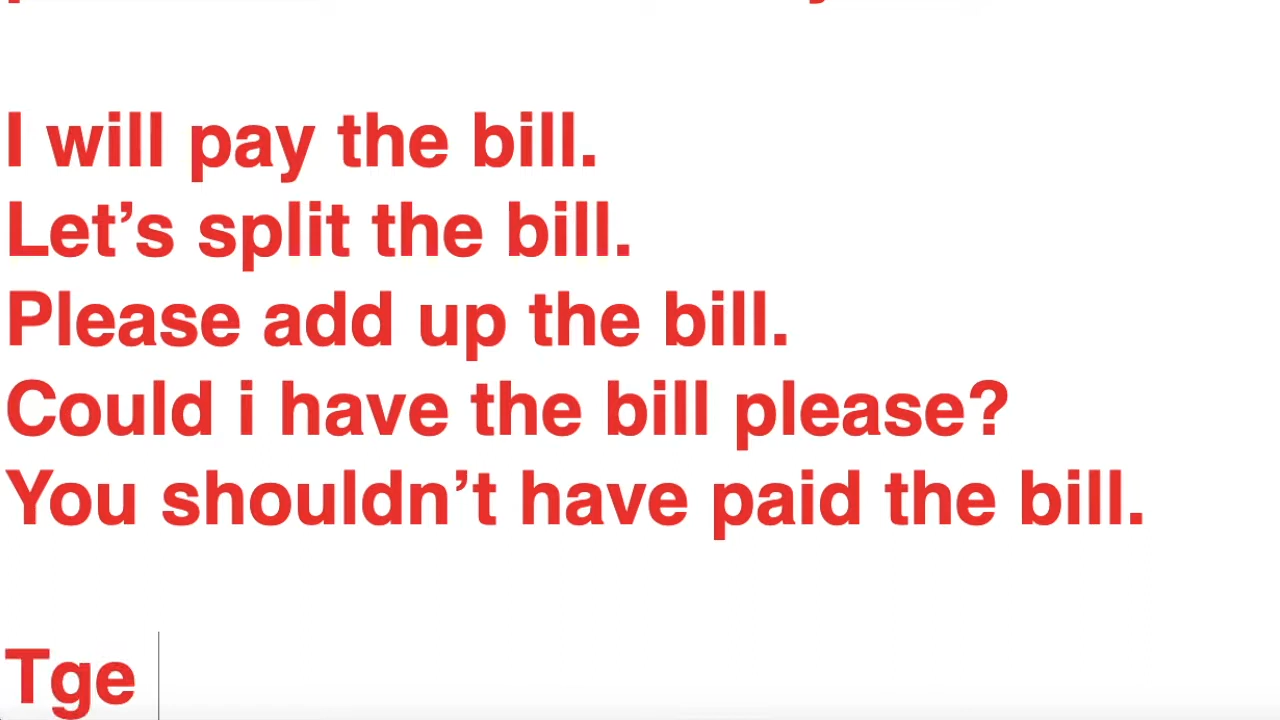 I will pay the bill.
Let’s split the bill.
Please add up the bill.
Could i have the bill please?
You shouldn’t have paid the bill.
Tge